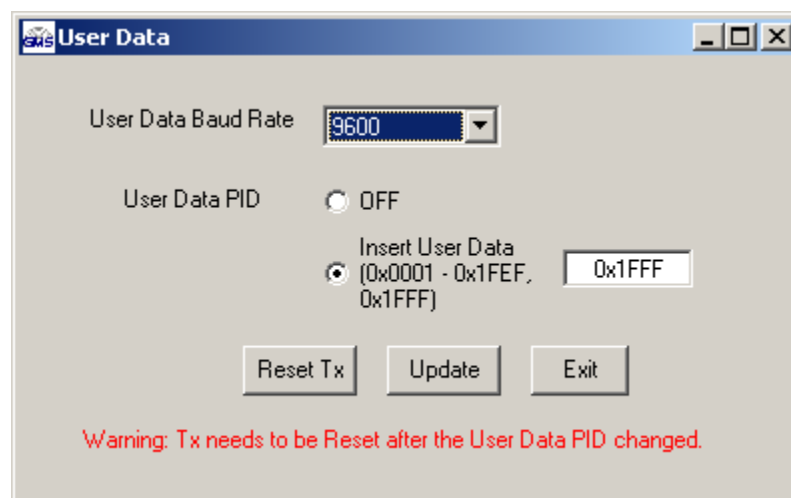 GMS User Data
User Data Baud Rate 9600
User Data PID OFF
Insert User Data
(0x0001 - 0x1FEF, 0x1FFF
0x1FFF)
Reset Tx Update Exit
Warning: Tx needs to be Reset after the User Data PID changed.